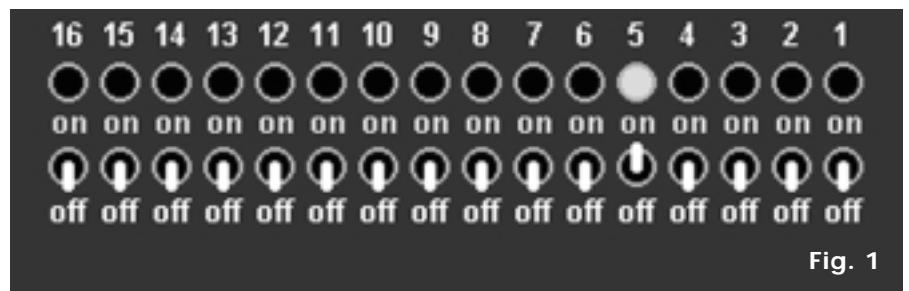 16 15 14 13 12 11 10 9 8 7 6 5 4 3 2 1
on on on on on on on on on on on on on on on on
off off off off off off off off off off off off off off off off
Fig. 1